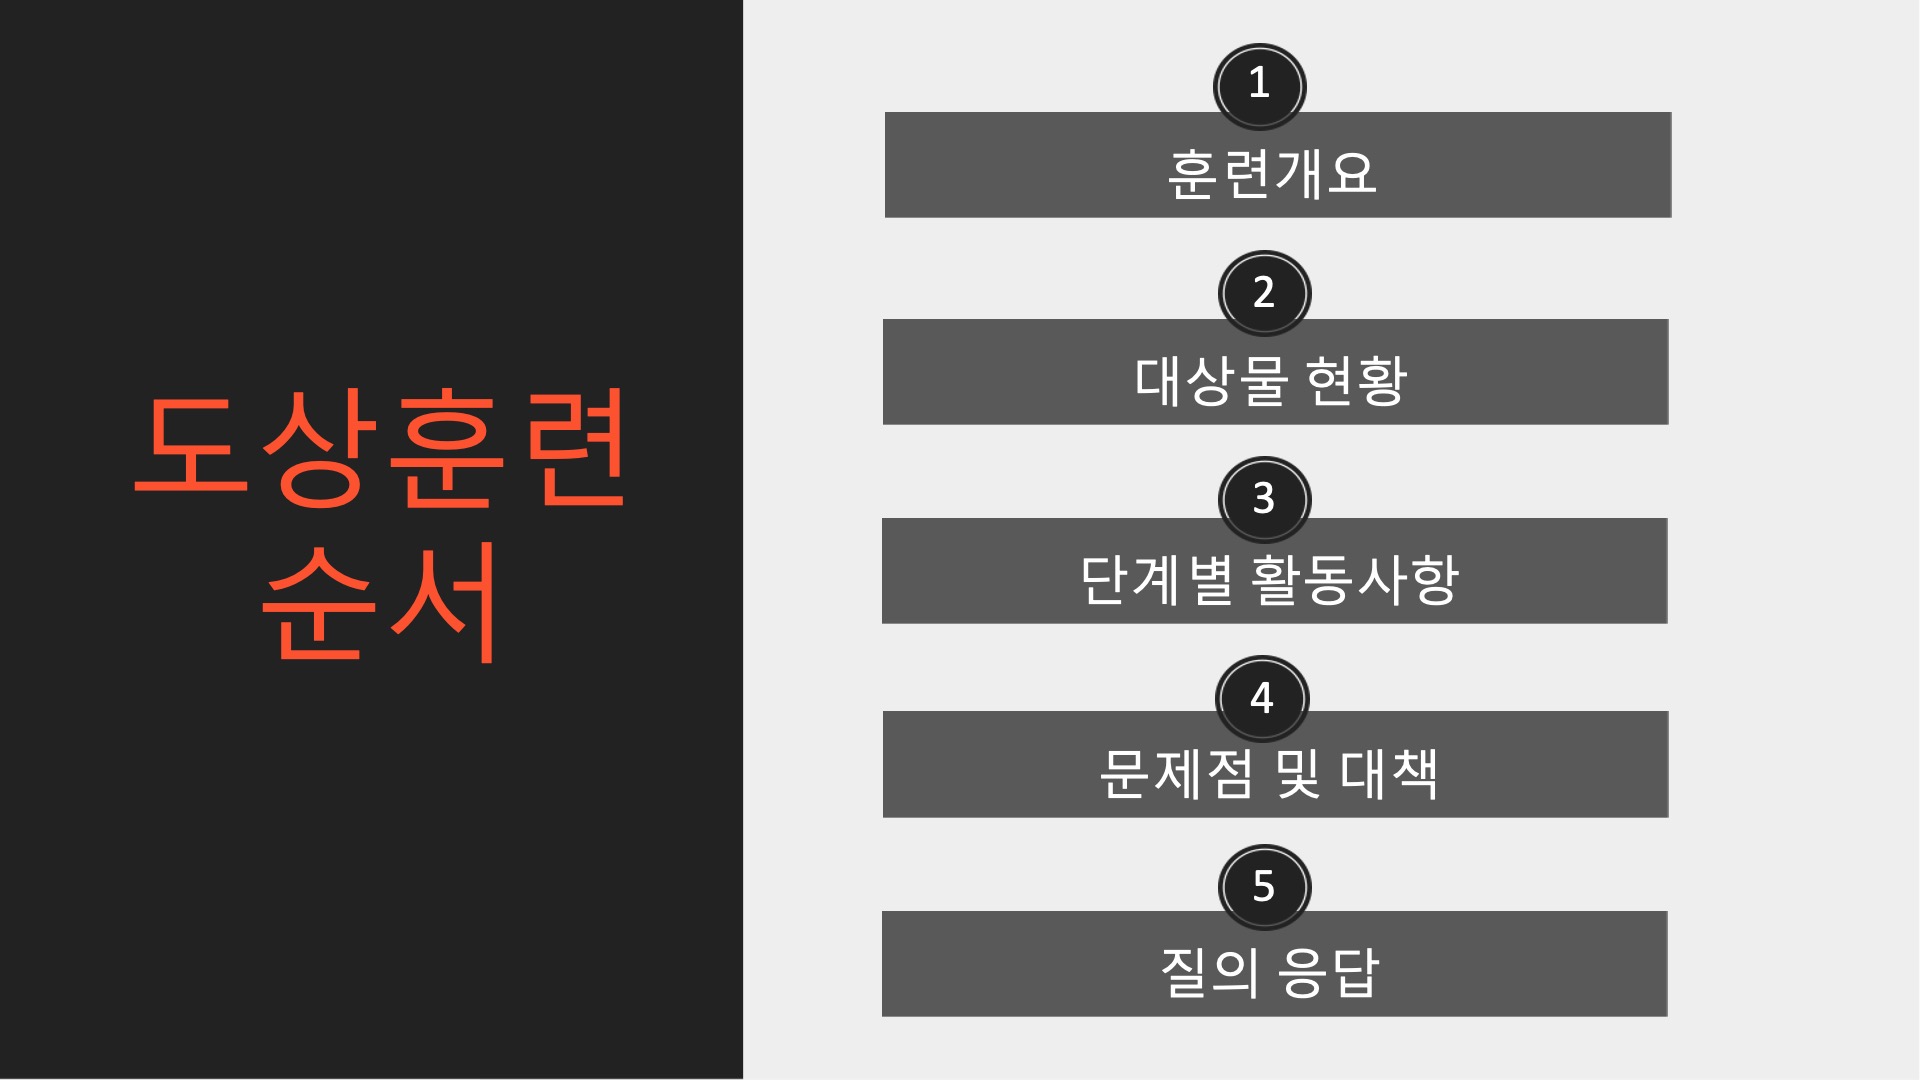 도상훈련
순서
1
훈련개요
2
대상물 현황
3
단계별 활동사항
4
문제점 및 대책
5
질의 응답